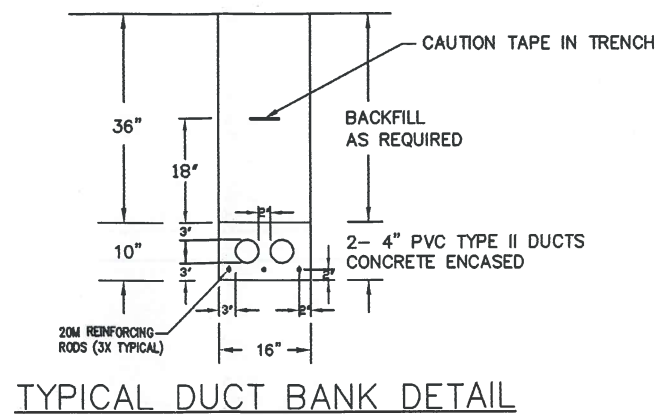 CAUTION TAPE IN TRENCH
36"
BACKFILL
AS REQUIRED
18"
2"
3"
10"
2- 4" PVC TYPE II DUCTS
CONCRETE ENCASED
3"
2"
3"
2"
20M REINFORCING
RODS (3X TYPICAL)
16"
TYPICAL DUCT BANK DETAIL